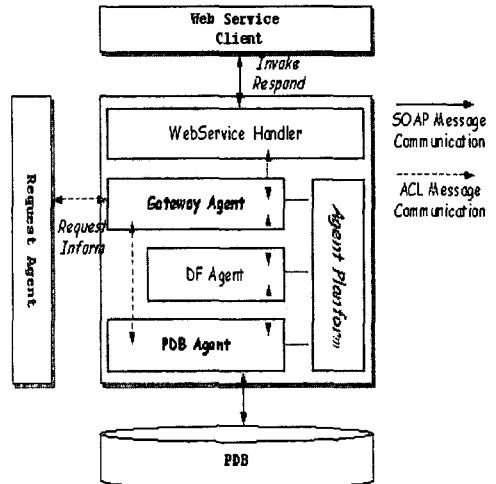 Web Service
Client
Invoke
Respond
WebService Handler
SOAP Message
Communication
Request Agent
Gateway Agent
ACL Message
Communication
Request
Inform
DF Agent
Agent Platform
PDB Agent
PDB